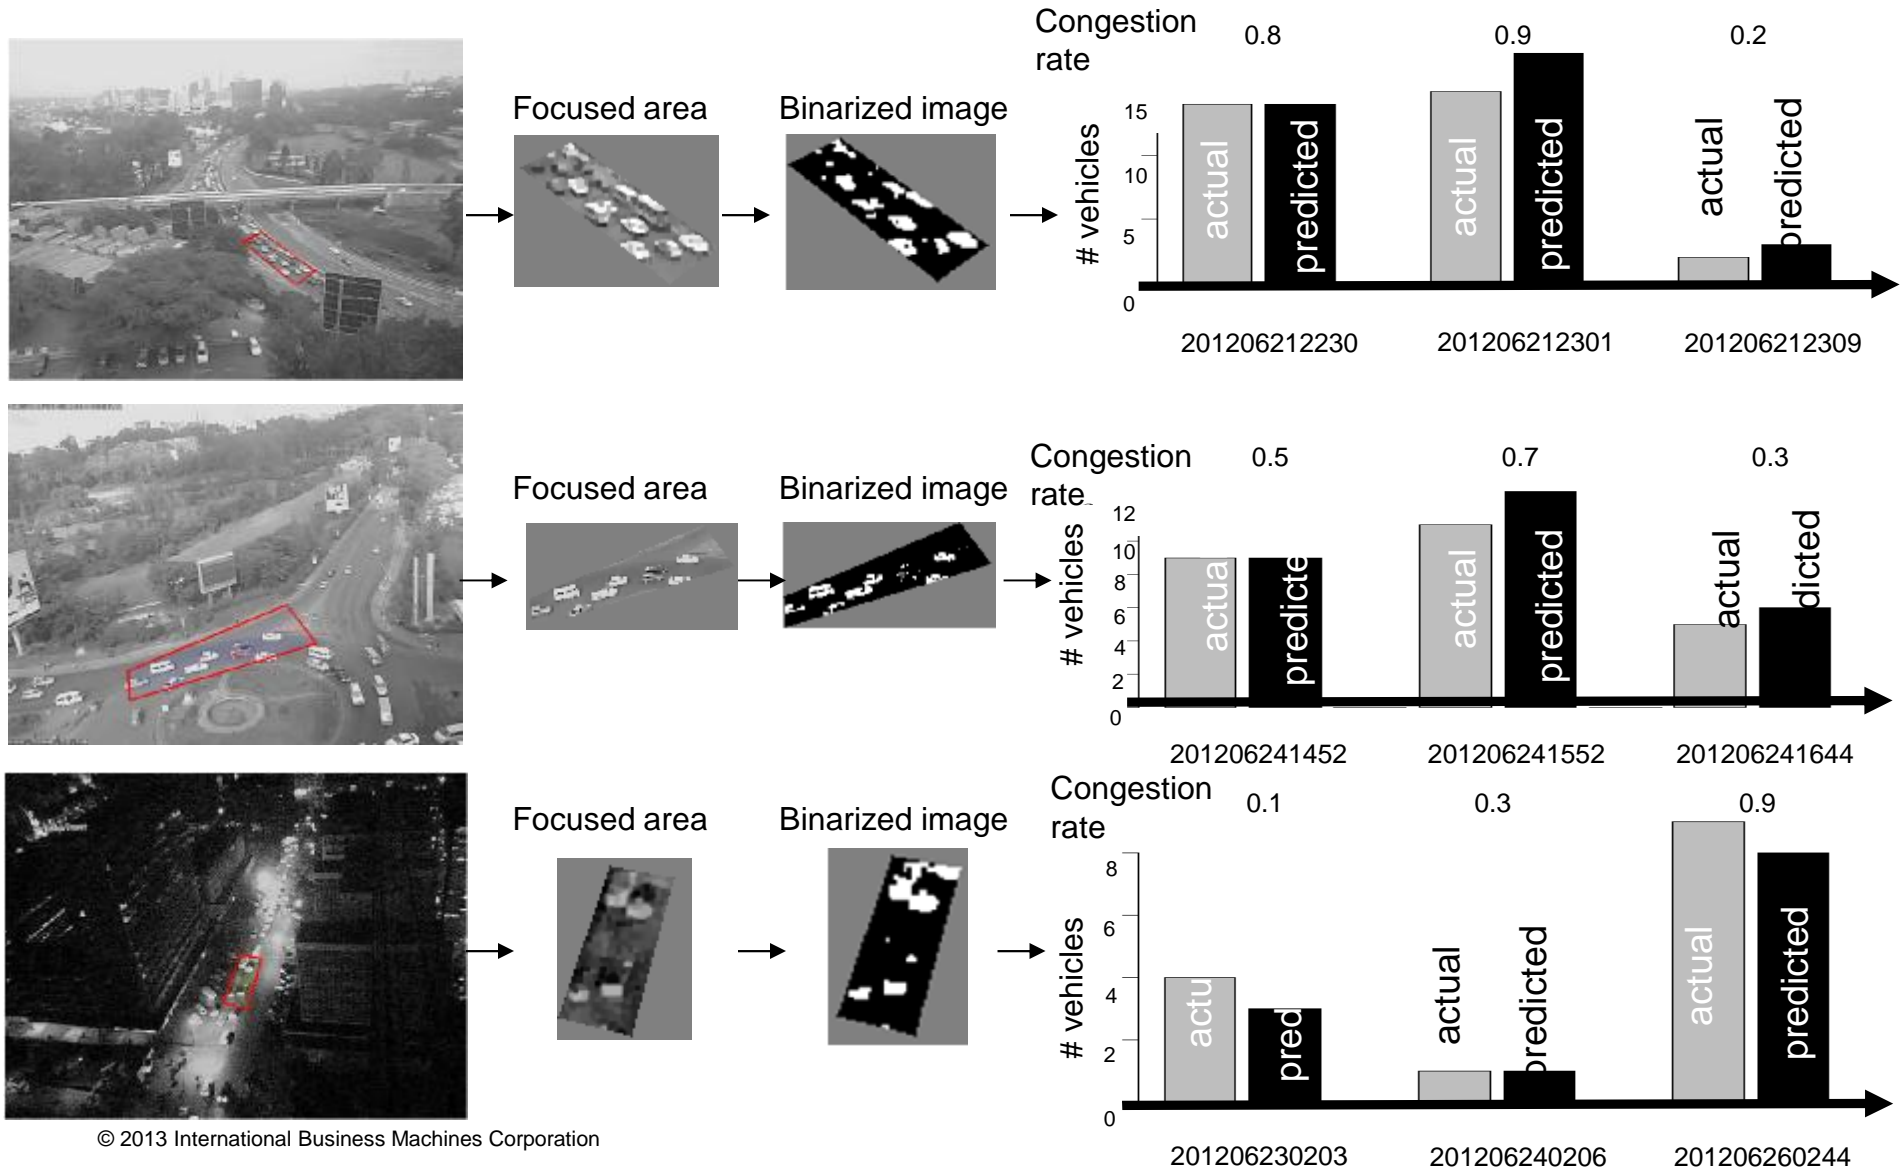 Congestion
rate
0.8
0.9
0.2
Focused area
Binarized image
# vehicles
15
10
5
0
actual
predicted
actual
predicted
actual
predicted
201206212230
201206212301
201206212309
Congestion
rate
0.5
0.7
0.3
Focused area
Binarized image
# vehicles
12
10
8
6
4
2
0
actua
predicte
actual
predicted
actual
dicted
201206241452
201206241552
201206241644
Congestion
rate
0.1
0.3
0.9
Focused area
Binarized image
# vehicles
8
6
4
2
0
actu
pred
actual
predicted
actual
predicted
201206230203
201206240206
201206260244
© 2013 International Business Machines Corporation